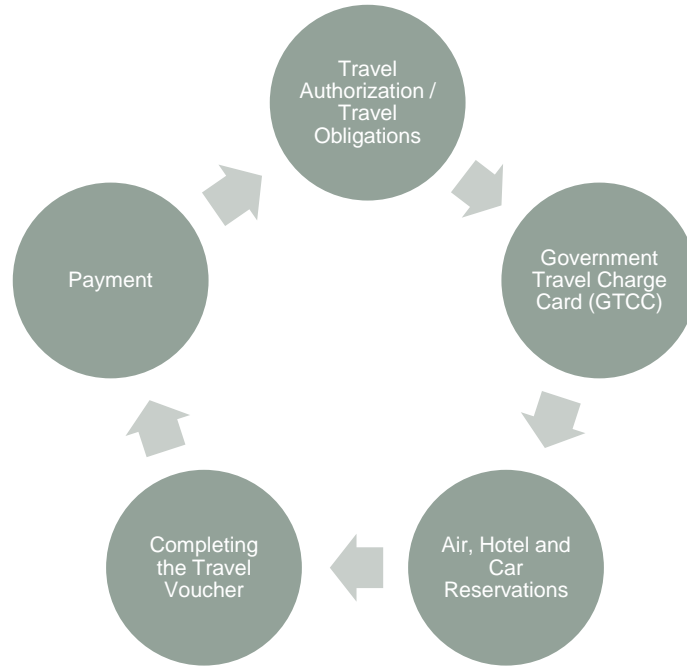 Travel
Authorization /
Travel
Obligations
Government
Travel Charge
Card (GTCC)
Air, Hotel and
Car
Reservations
Completing
the Travel
Voucher
Payment